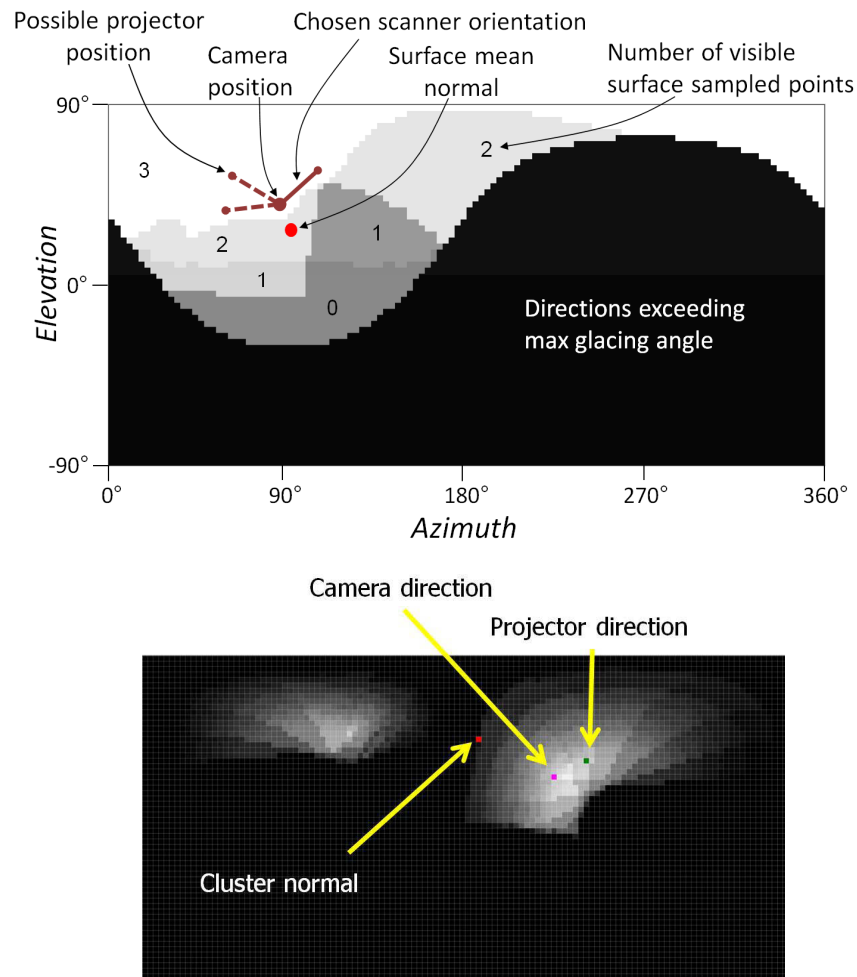 Possible projector
position
Chosen scanner orientation
Camera
position
Surface mean
normal
Number of visible
surface sampled points
90°
3
2
2
1
1
0°
0
Elevation
Directions exceeding
max glacing angle
-90°
0°
90°
180°
270°
360°
Azimuth
Camera direction
Projector direction
Cluster normal